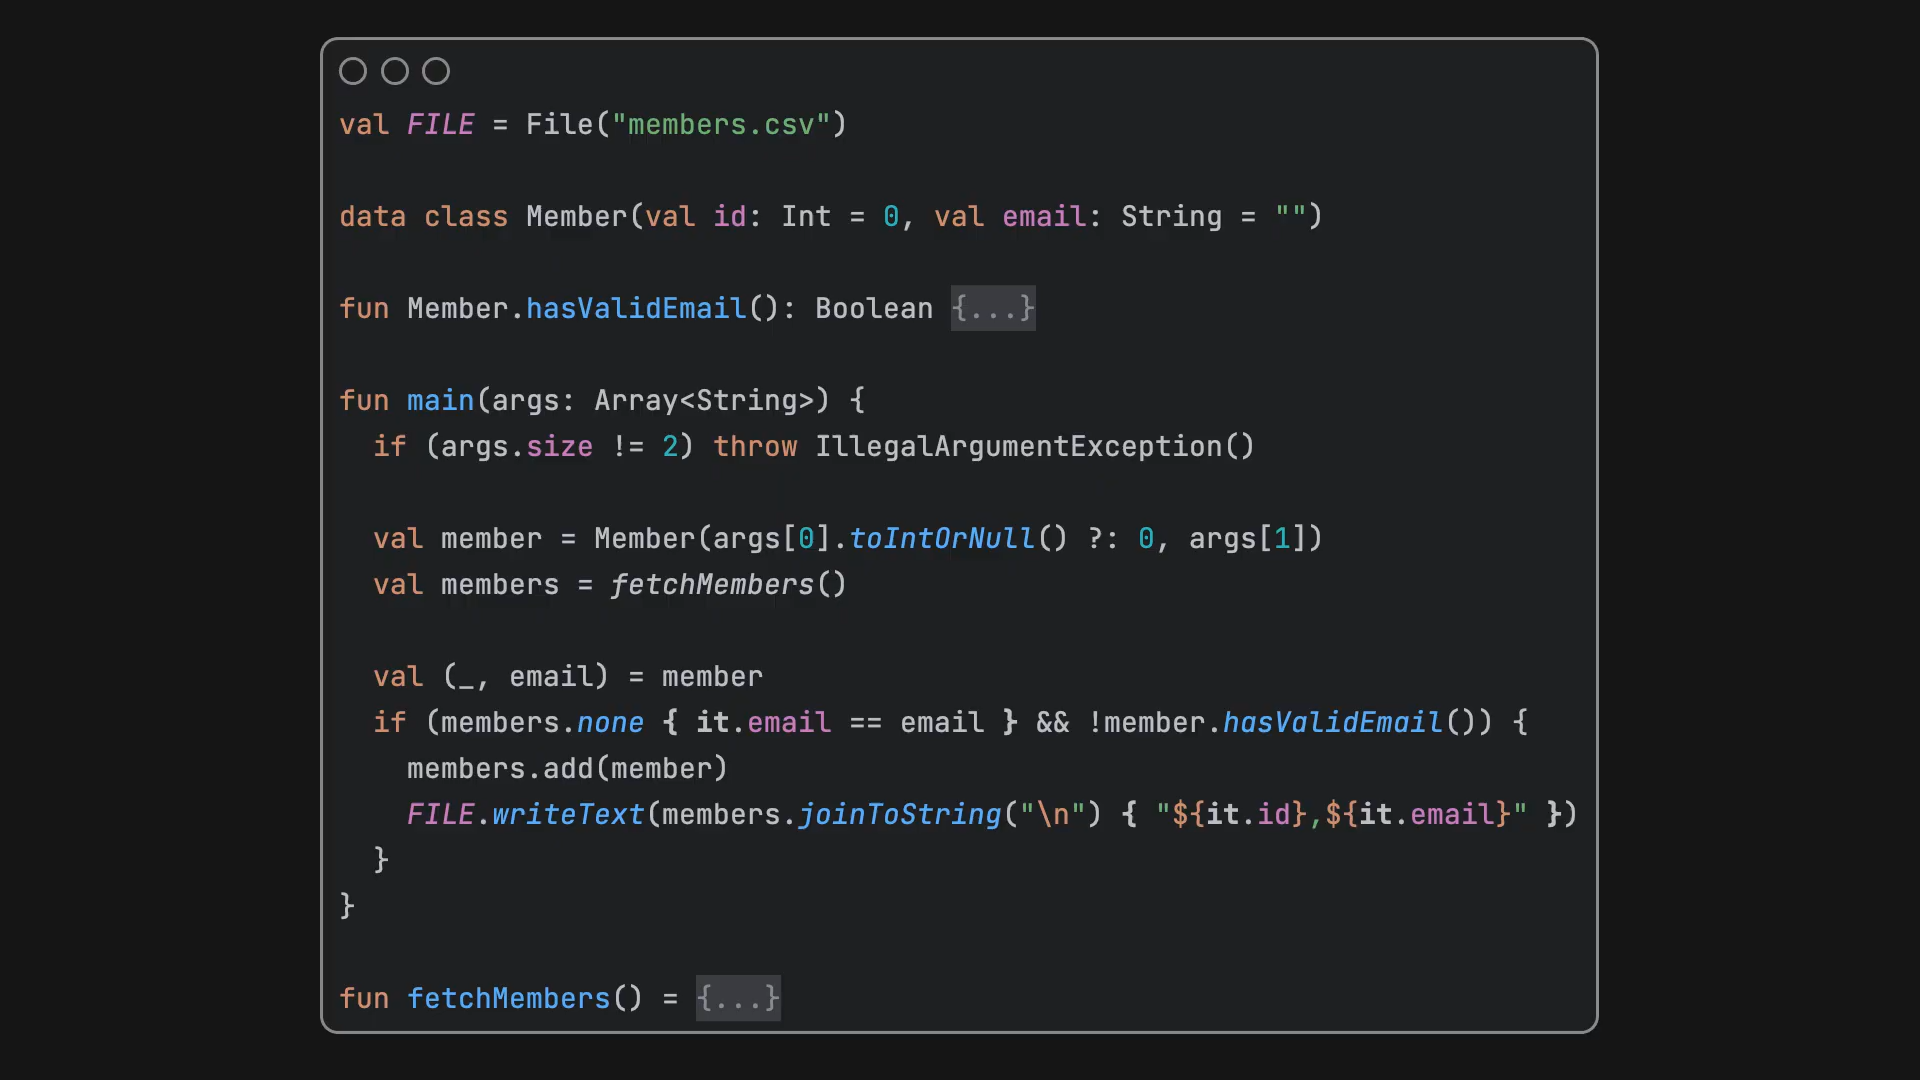 val FILE = File("members.csv")
data class Member(val id: Int = 0, val email: String = "")
fun Member.hasValidEmail(): Boolean {...}
fun main(args: Array<String>) {
if (args.size != 2) throw IllegalArgumentException()
val member = Member(args[0].toIntOrNull() ?: 0, args[1])
val members = fetchMembers()
val (_, email) = member
if (members.none { it.email == email } && !member.hasValidEmail()) {
members.add(member)
FILE.writeText(members.joinToString("\n") { "${it.id},${it.email}" })
}
}
fun fetchMembers() = {...}